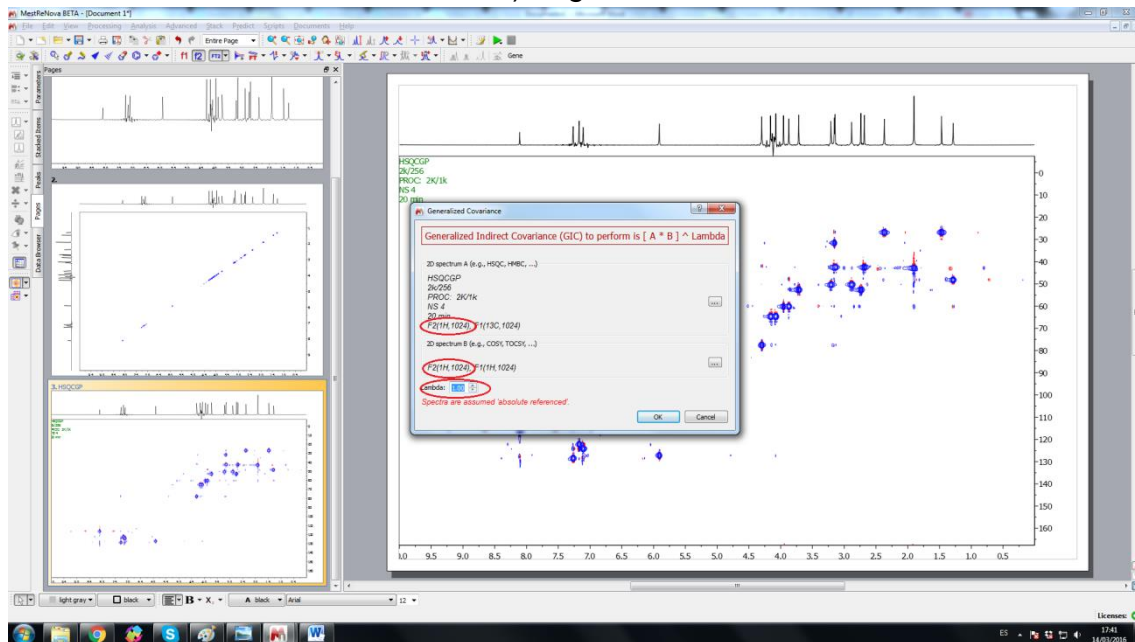 MestReNova BETA - [Document 1*]
File Edit View Processing Analysis Advanced Stack Predict Scripts Documents Help
Entire Page
Gene
Pages
Parameters
Stacked Items
Peaks
Pages
Data Browser
2.
3. HSQCGP
HSQCGP
2k/256
PROC: 2K/1k
NS 4
20 min
Generalized Covariance
Generalized Indirect Covariance (GIC) to perform is [ A * B ] ^ Lambda
2D spectrum A (e.g., HSQC, HMBC, ...)
HSQCGP
2k/256
PROC: 2K/1k
NS 4
20 min
F2(1H,1024), F1(13C,1024)
...
2D spectrum B (e.g., COSY, TOCSY, ...)
F2(1H,1024), F1(1H,1024)
...
Lambda: 1.00
Spectra are assumed 'absolute referenced'.
OK Cancel
0
10
20
30
40
50
60
70
80
90
100
110
120
130
140
150
160
9.5 9.0 8.5 8.0 7.5 7.0 6.5 6.0 5.5 5.0 4.5 4.0 3.5 3.0 2.5 2.0 1.5 1.0 0.5
light gray black B X, A black Arial 12
Licenses:
ES 17:41
14/03/2016